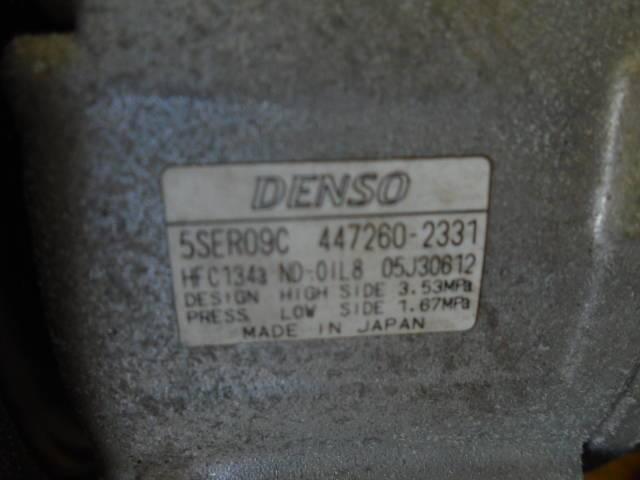 DENSO
5SER09C 447260-2331
HFC134a ND-OIL8 05J30612
DESIGN HIGH SIDE 3.53MPa
PRESS. LOW SIDE 1.67MPa
MADE IN JAPAN